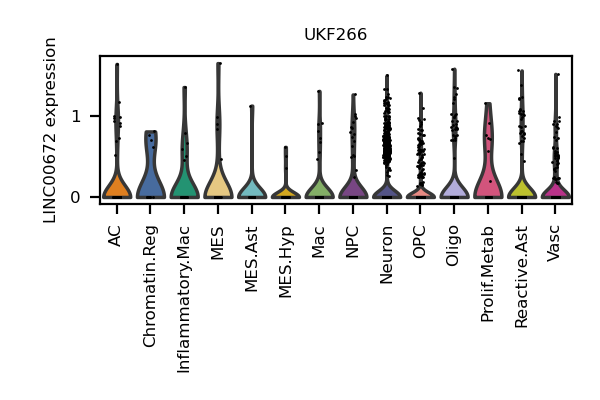 UKF266
LINC00672 expression
1
0
AC
Chromatin.Reg
Inflammatory.Mac
MES
MES.Ast
MES.Hyp
Mac
NPC
Neuron
OPC
Oligo
Prolif.Metab
Reactive.Ast
Vasc